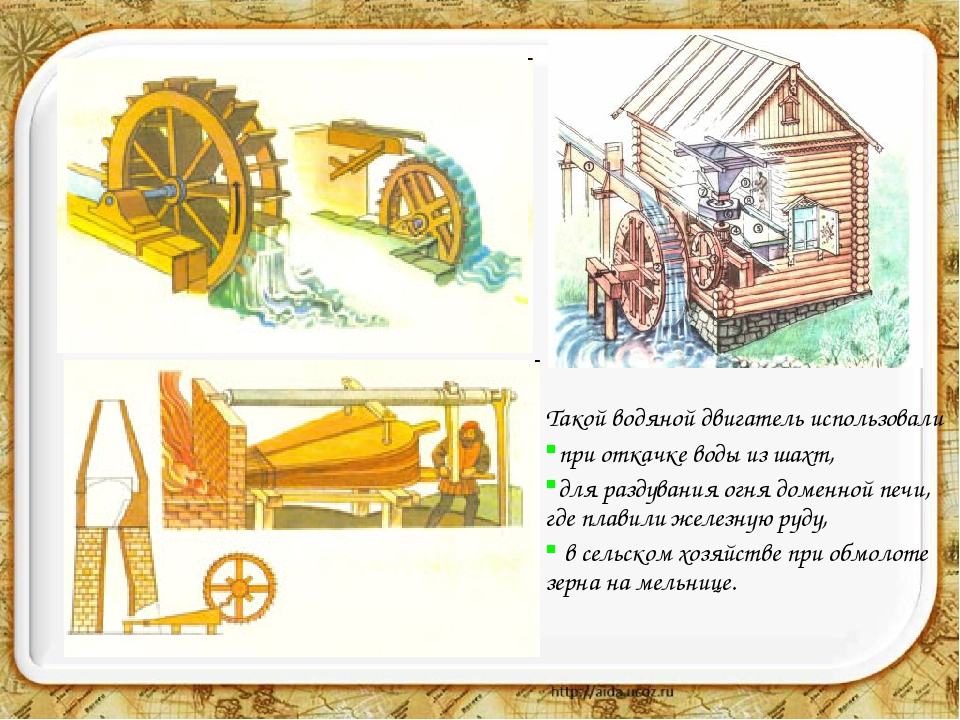 Такой водяной двигатель использовали
при откачке воды из шахт,
для раздувания огня доменной печи,
где плавили железную руду,
в сельском хозяйстве при обмолоте
зерна на мельнице.
http://aida.ucoz.ru